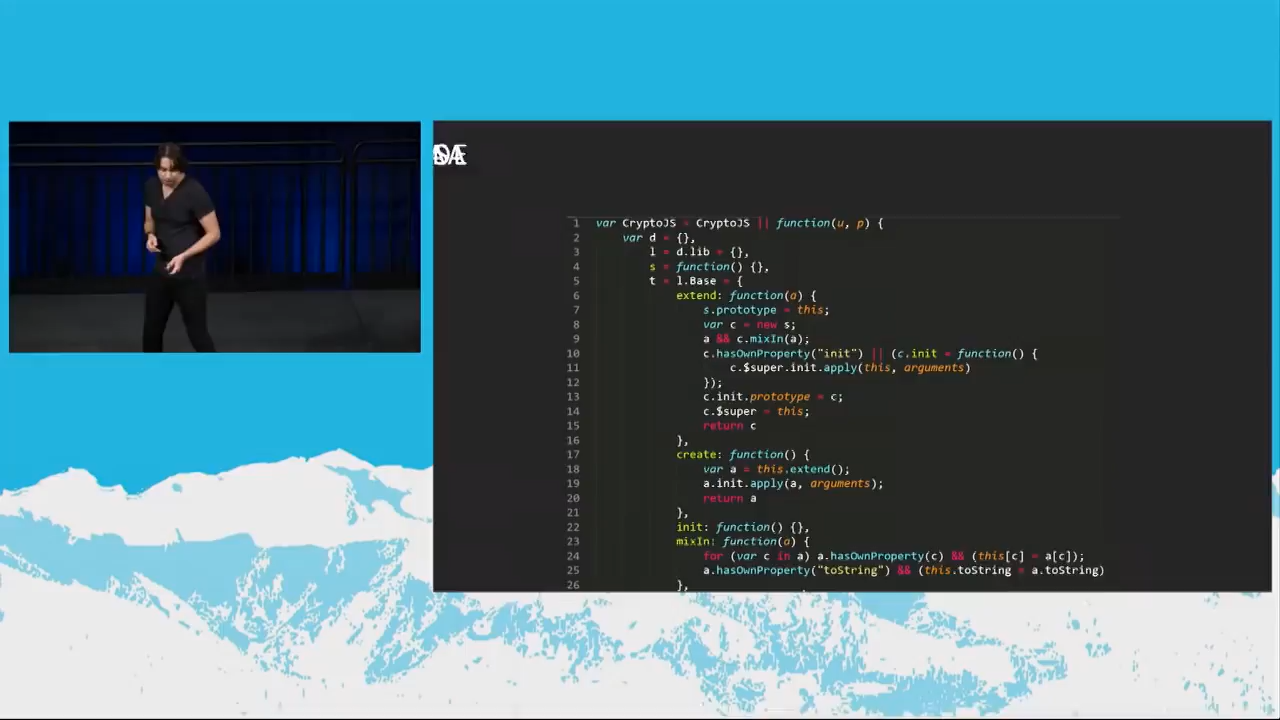 1 var CryptoJS = CryptoJS || function(u, p) {
2 var d = {},
3 l = d.lib = {},
4 s = function() {},
5 t = l.Base = {
6 extend: function(a) {
7 s.prototype = this;
8 var c = new s;
9 a && c.mixIn(a);
10 c.hasOwnProperty("init") || (c.init = function() {
11 c.$super.init.apply(this, arguments)
12 });
13 c.init.prototype = c;
14 c.$super = this;
15 return c
16 },
17 create: function() {
18 var a = this.extend();
19 a.init.apply(a, arguments);
20 return a
21 },
22 init: function() {},
23 mixIn: function(a) {
24 for (var c in a) a.hasOwnProperty(c) && (this[c] = a[c]);
25 a.hasOwnProperty("toString") && (this.toString = a.toString)
26 },